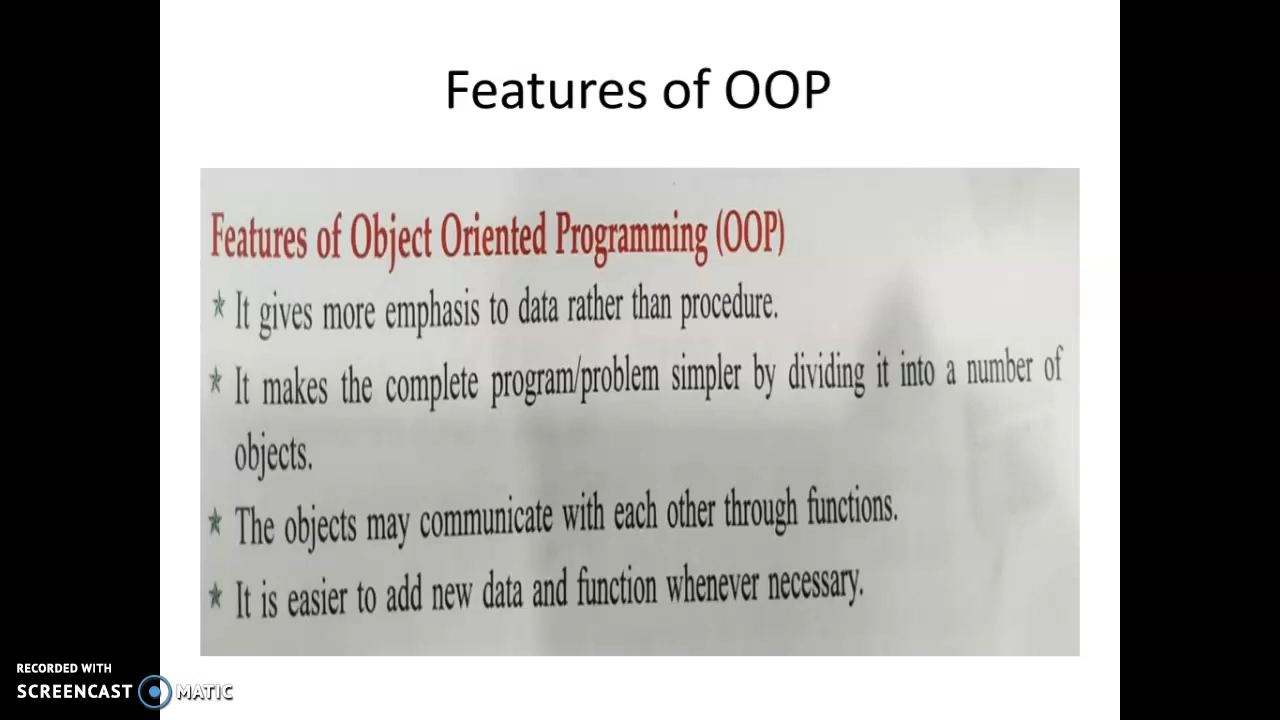 Features of OOP
Features of Object Oriented Programming (OOP)
* It gives more emphasis to data rather than procedure.
* It makes the complete program/problem simpler by dividing it into a number of
objects.
* The objects may communicate with each other through functions.
* It is easier to add new data and function whenever necessary.
RECORDED WITH
SCREENCAST MATIC